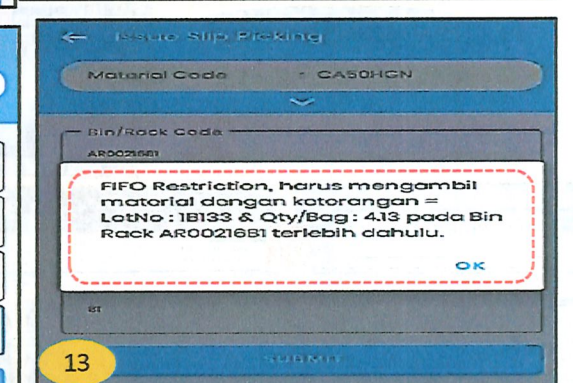 ← Issue Slip Picking
Material Code : CA50HGN
Bin/Rack Code
AR0021681
FIFO Restriction, harus mengambil
material dengan keterangan =
LotNo : 1B133 & Qty/Bag : 4.13 pada Bin
Rack AR0021681 terlebih dahulu.
OK
BT
SUBMIT
13